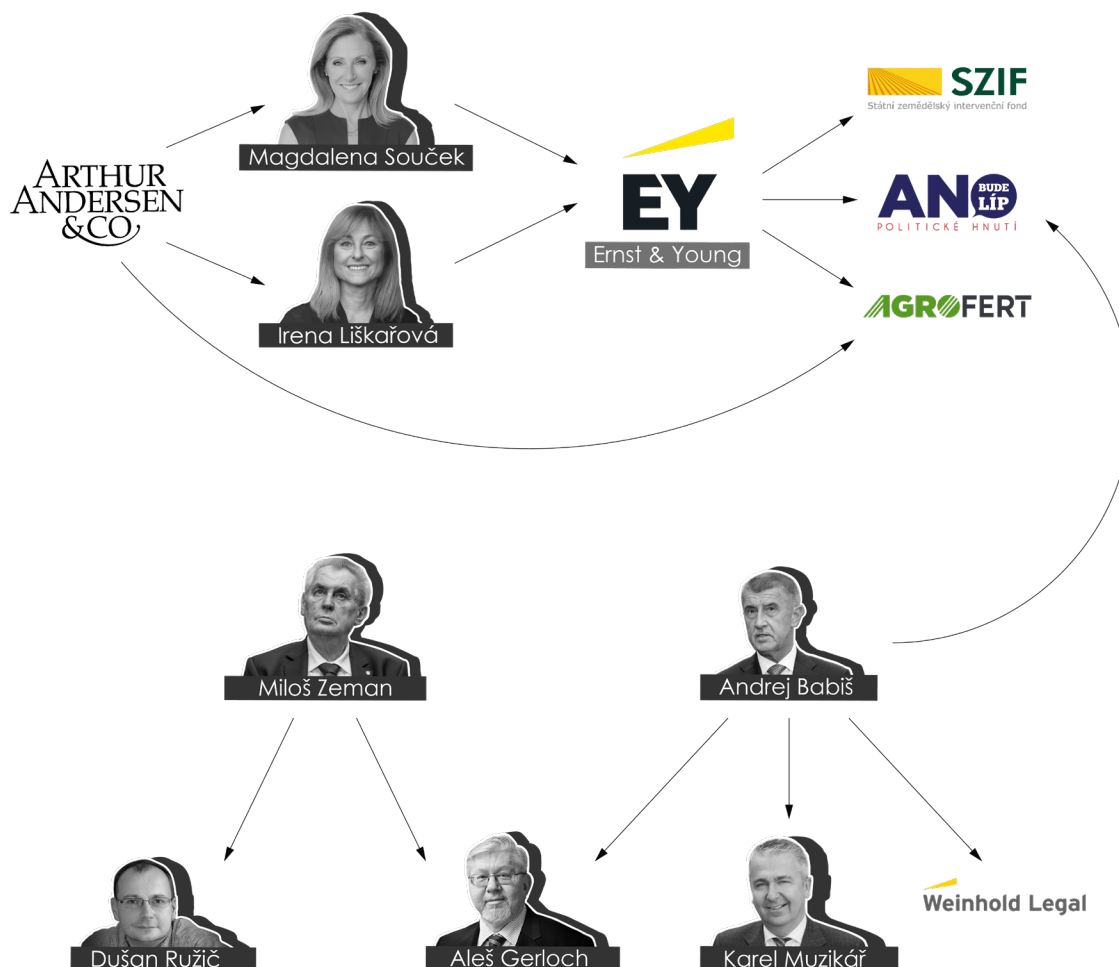 SZIF
Státní zemědělský intervenční fond
Magdalena Souček
ARTHUR
ANDERSEN
&CO,
EY
Ernst & Young
ANO
BUDE
LÍP
POLITICKÉ HNUTÍ
AGROFERT
Irena Liškařová
Miloš Zeman
Andrej Babiš
Weinhold Legal
Dušan Ružič
Aleš Gerloch
Karel Muzikář